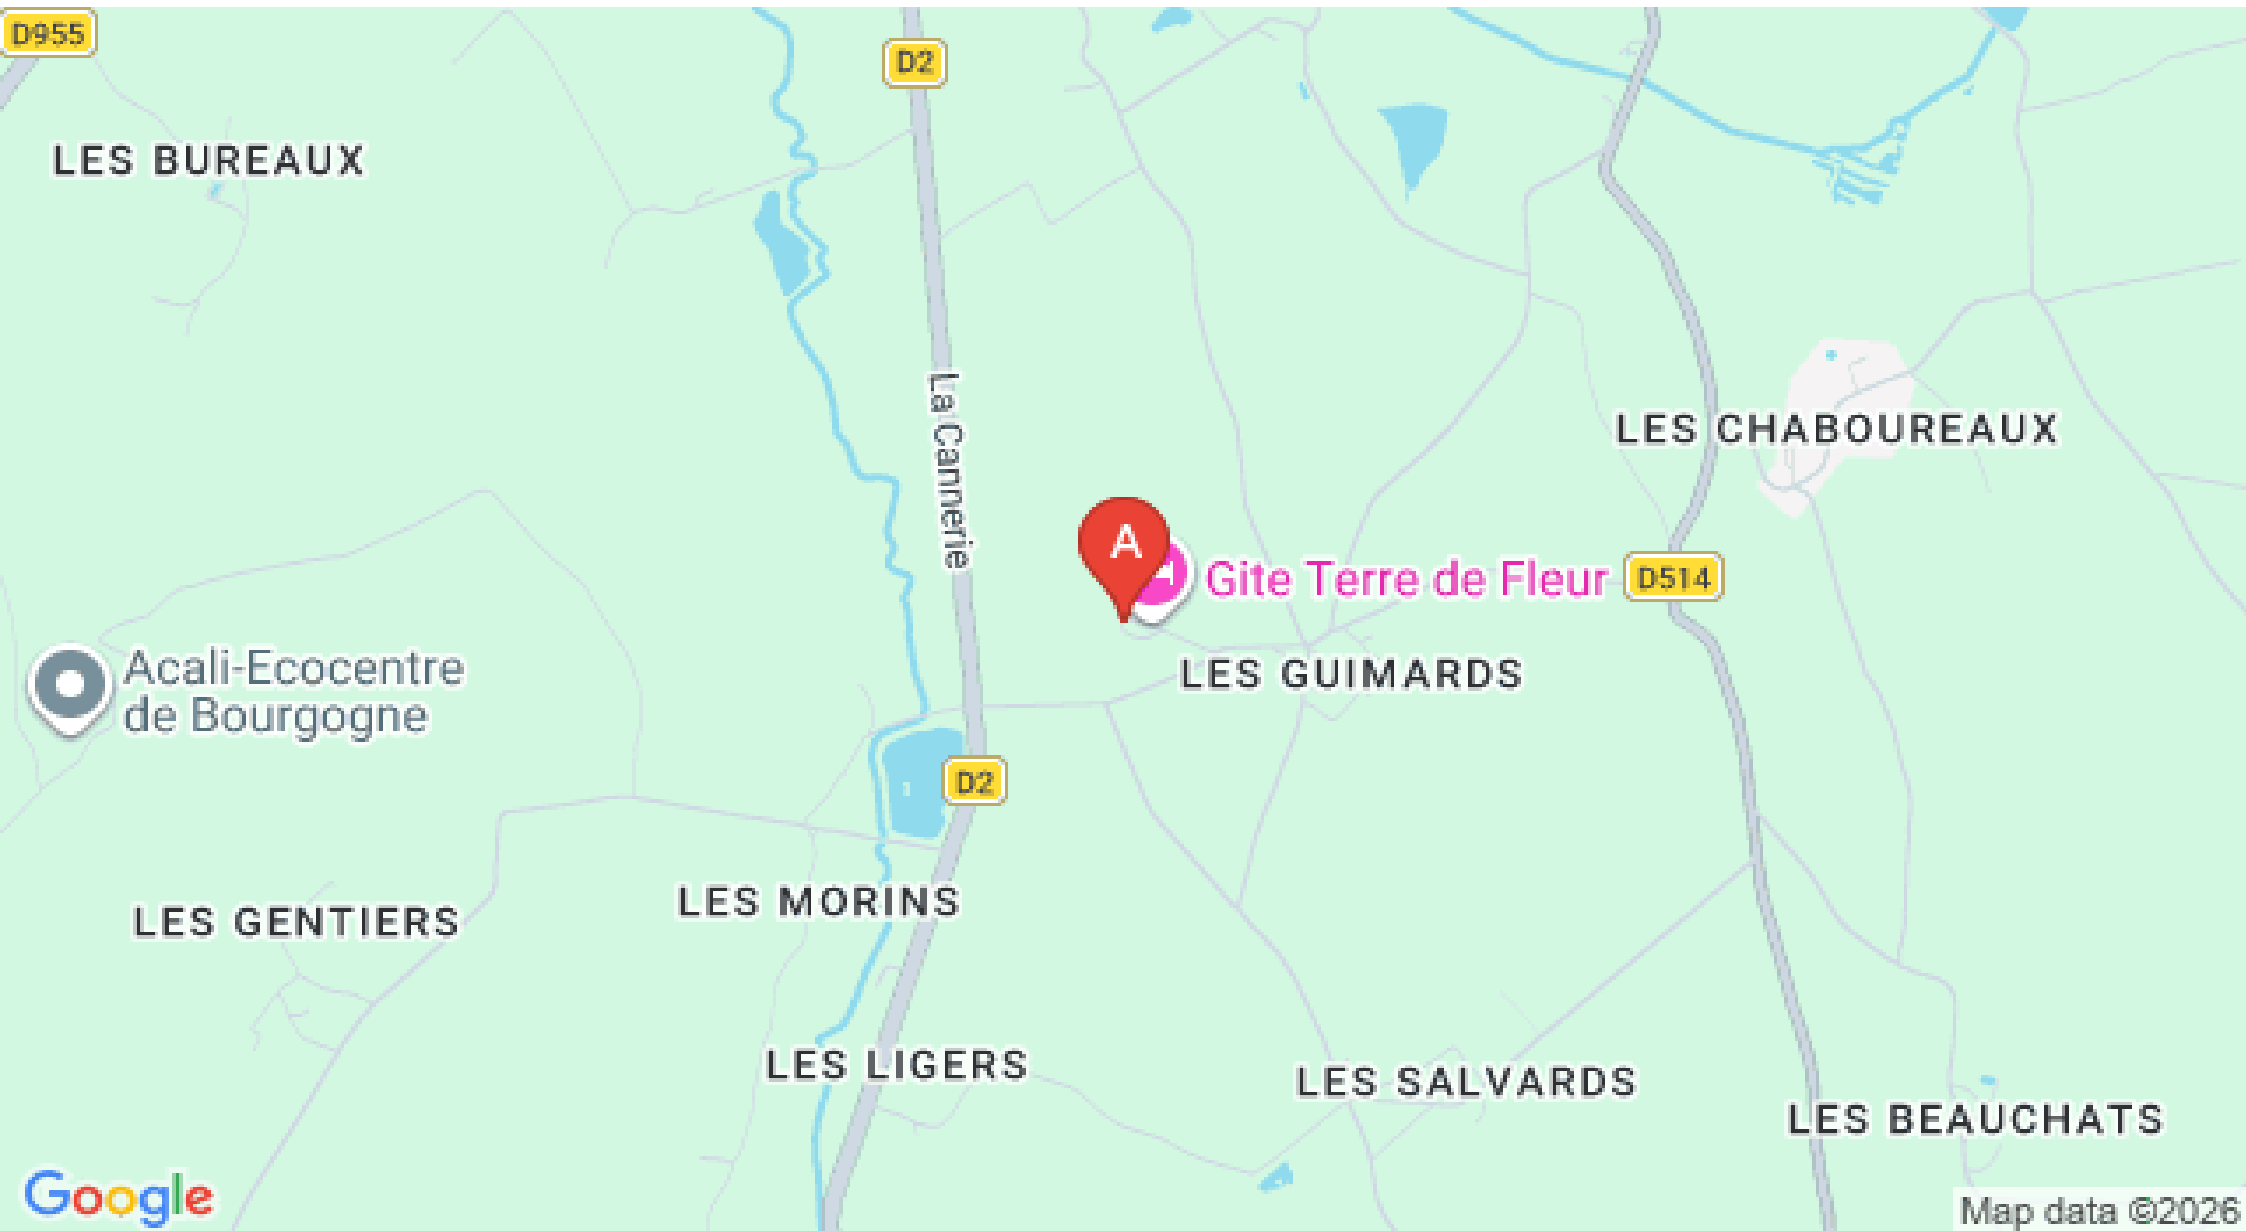 D955
D2
LES BUREAUX
La Cannerie
LES CHABOUREAUX
A
Gite Terre de Fleur
D514
Acali-Ecocentre
de Bourgogne
LES GUIMARDS
D2
LES MORINS
LES GENTIERS
LES LIGERS
LES SALVARDS
LES BEAUCHATS
Google
Map data ©2026